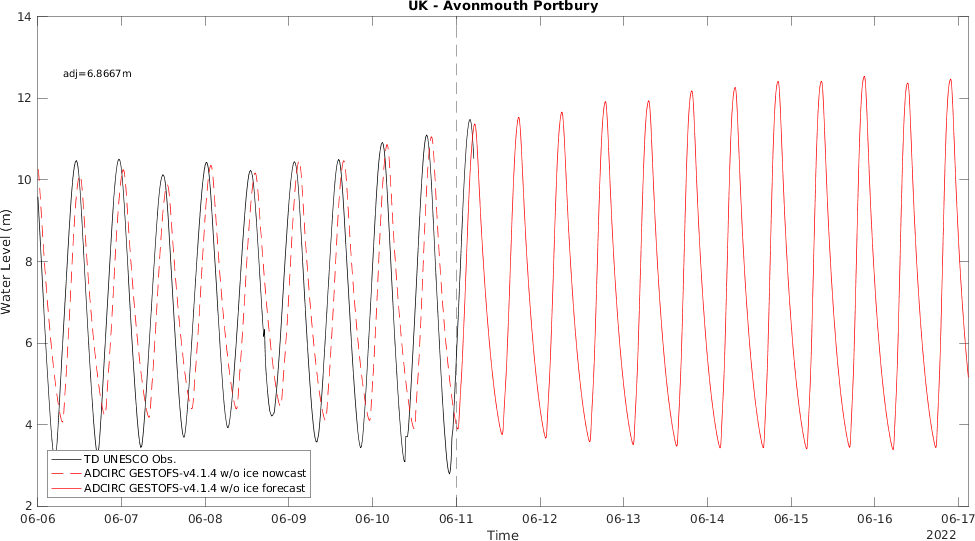 UK - Avonmouth Portbury
14
adj=6.8667m
12
10
8
6
4
2
Water Level (m)
TD UNESCO Obs.
ADCIRC GESTOFS-v4.1.4 w/o ice nowcast
ADCIRC GESTOFS-v4.1.4 w/o ice forecast
06-06 06-07 06-08 06-09 06-10 06-11 06-12 06-13 06-14 06-15 06-16 06-17
Time
2022